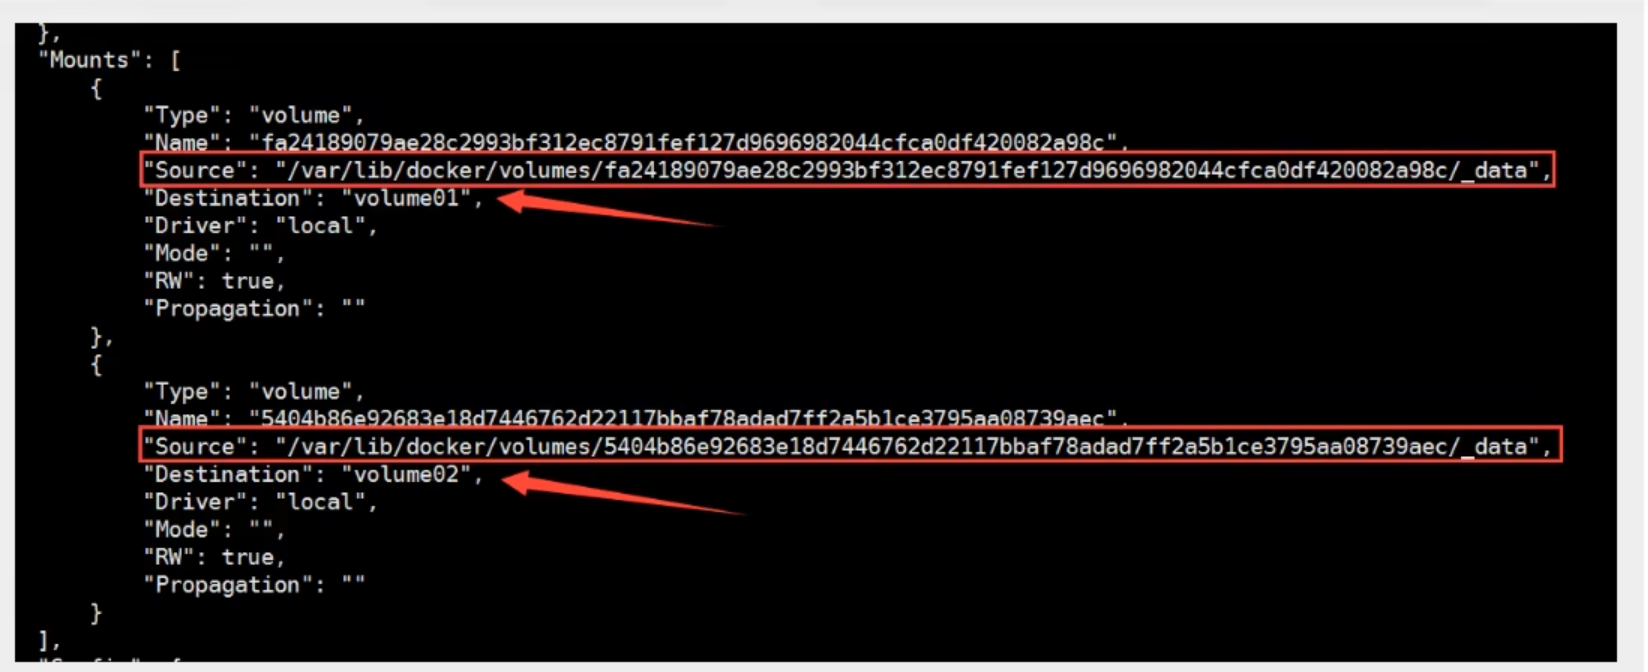 },
"Mounts": [
{
"Type": "volume",
"Name": "fa24189079ae28c2993bf312ec8791fef127d9696982044cfca0df420082a98c",
"Source": "/var/lib/docker/volumes/fa24189079ae28c2993bf312ec8791fef127d9696982044cfca0df420082a98c/_data",
"Destination": "volume01",
"Driver": "local",
"Mode": "",
"RW": true,
"Propagation": ""
},
{
"Type": "volume",
"Name": "5404b86e92683e18d7446762d22117bbaf78adad7ff2a5b1ce3795aa08739aec",
"Source": "/var/lib/docker/volumes/5404b86e92683e18d7446762d22117bbaf78adad7ff2a5b1ce3795aa08739aec/_data",
"Destination": "volume02",
"Driver": "local",
"Mode": "",
"RW": true,
"Propagation": ""
}
],